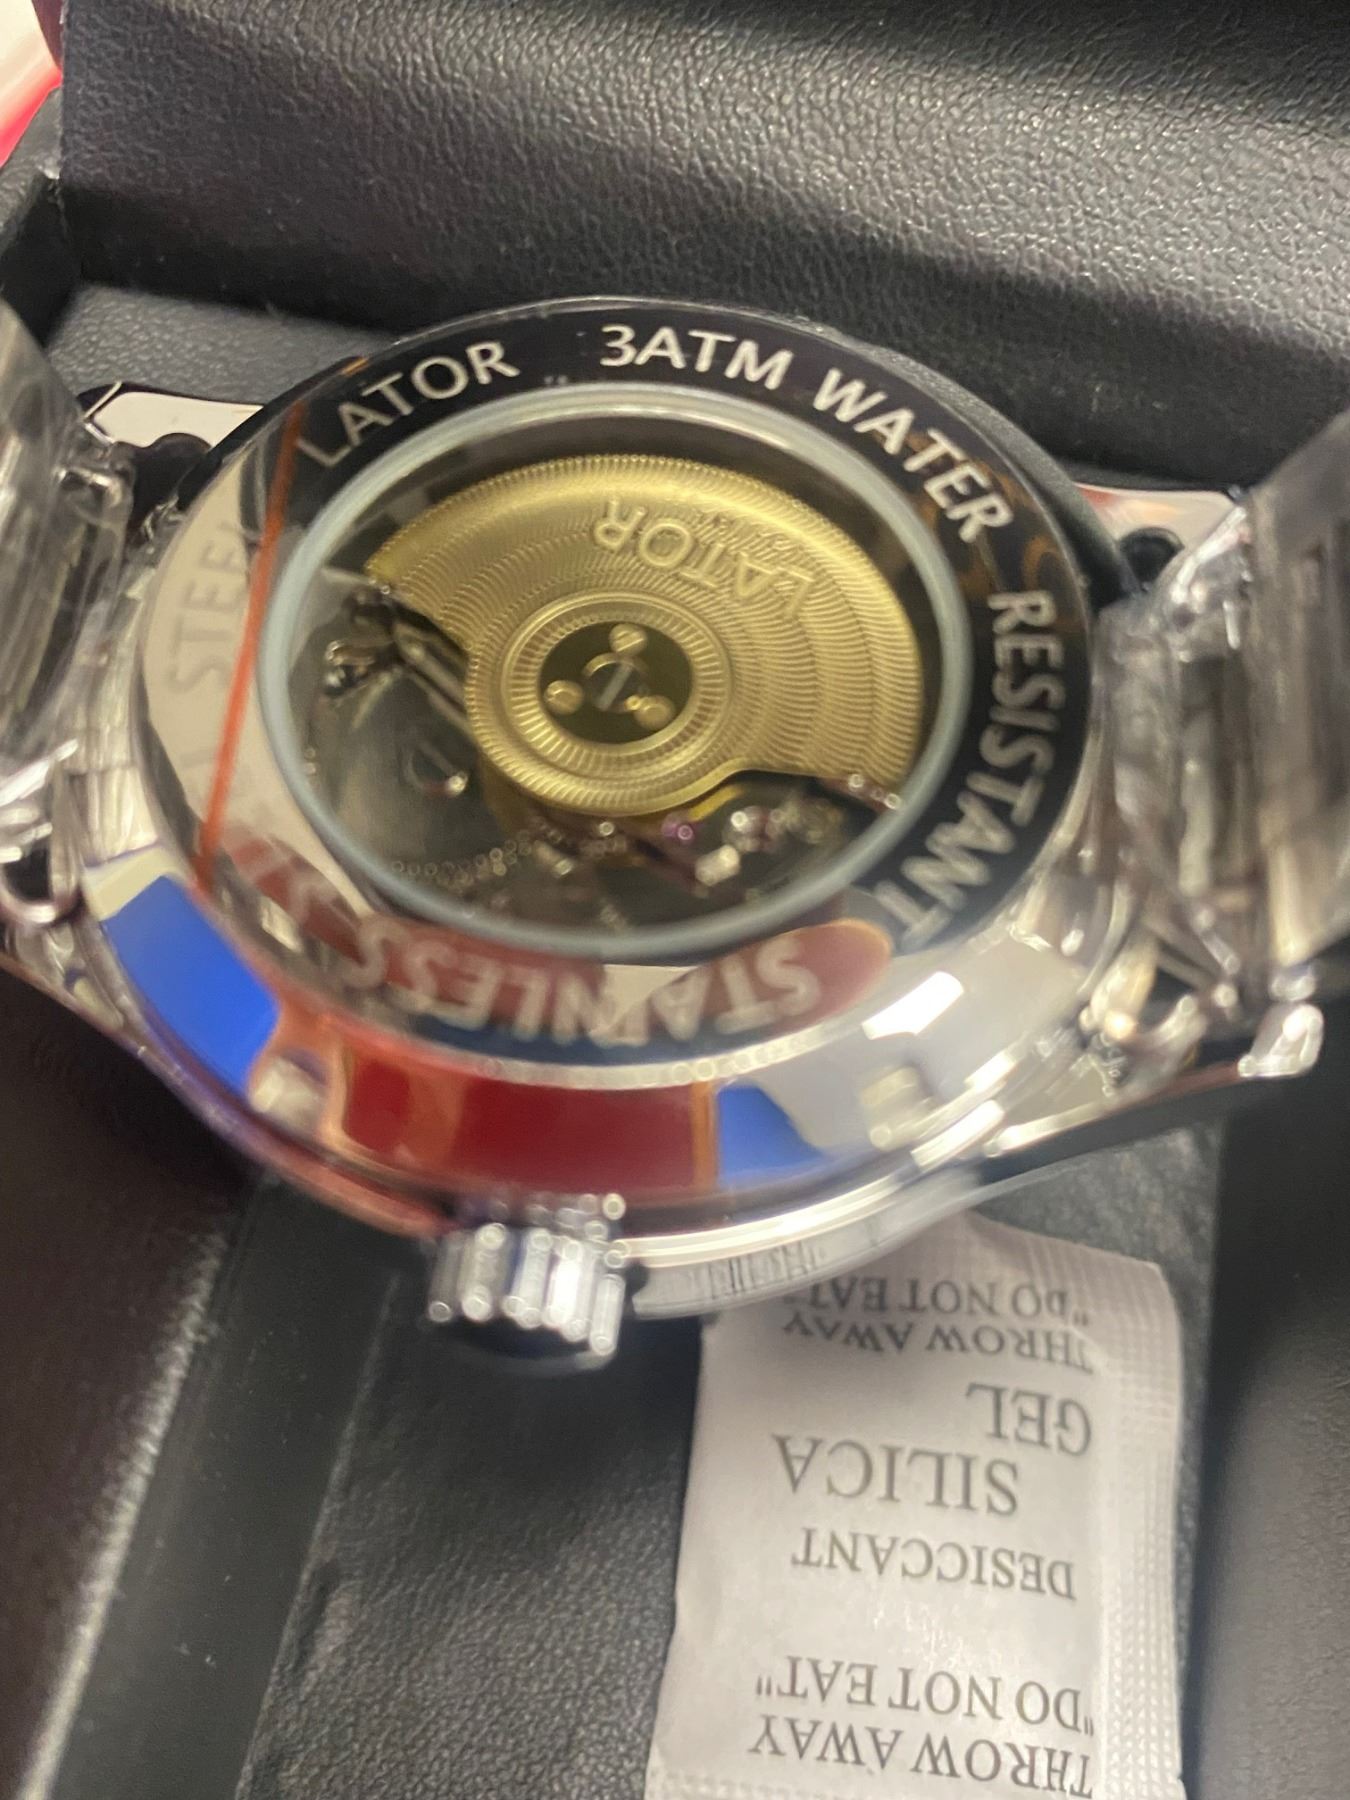 LATOR 3ATM WATER RESISTANT STAINLESS STEEL
LATOR
THROW AWAY
"DO NOT EAT"
DESICCANT
SILICA
GEL
THROW AWAY
"DO NOT EAT"